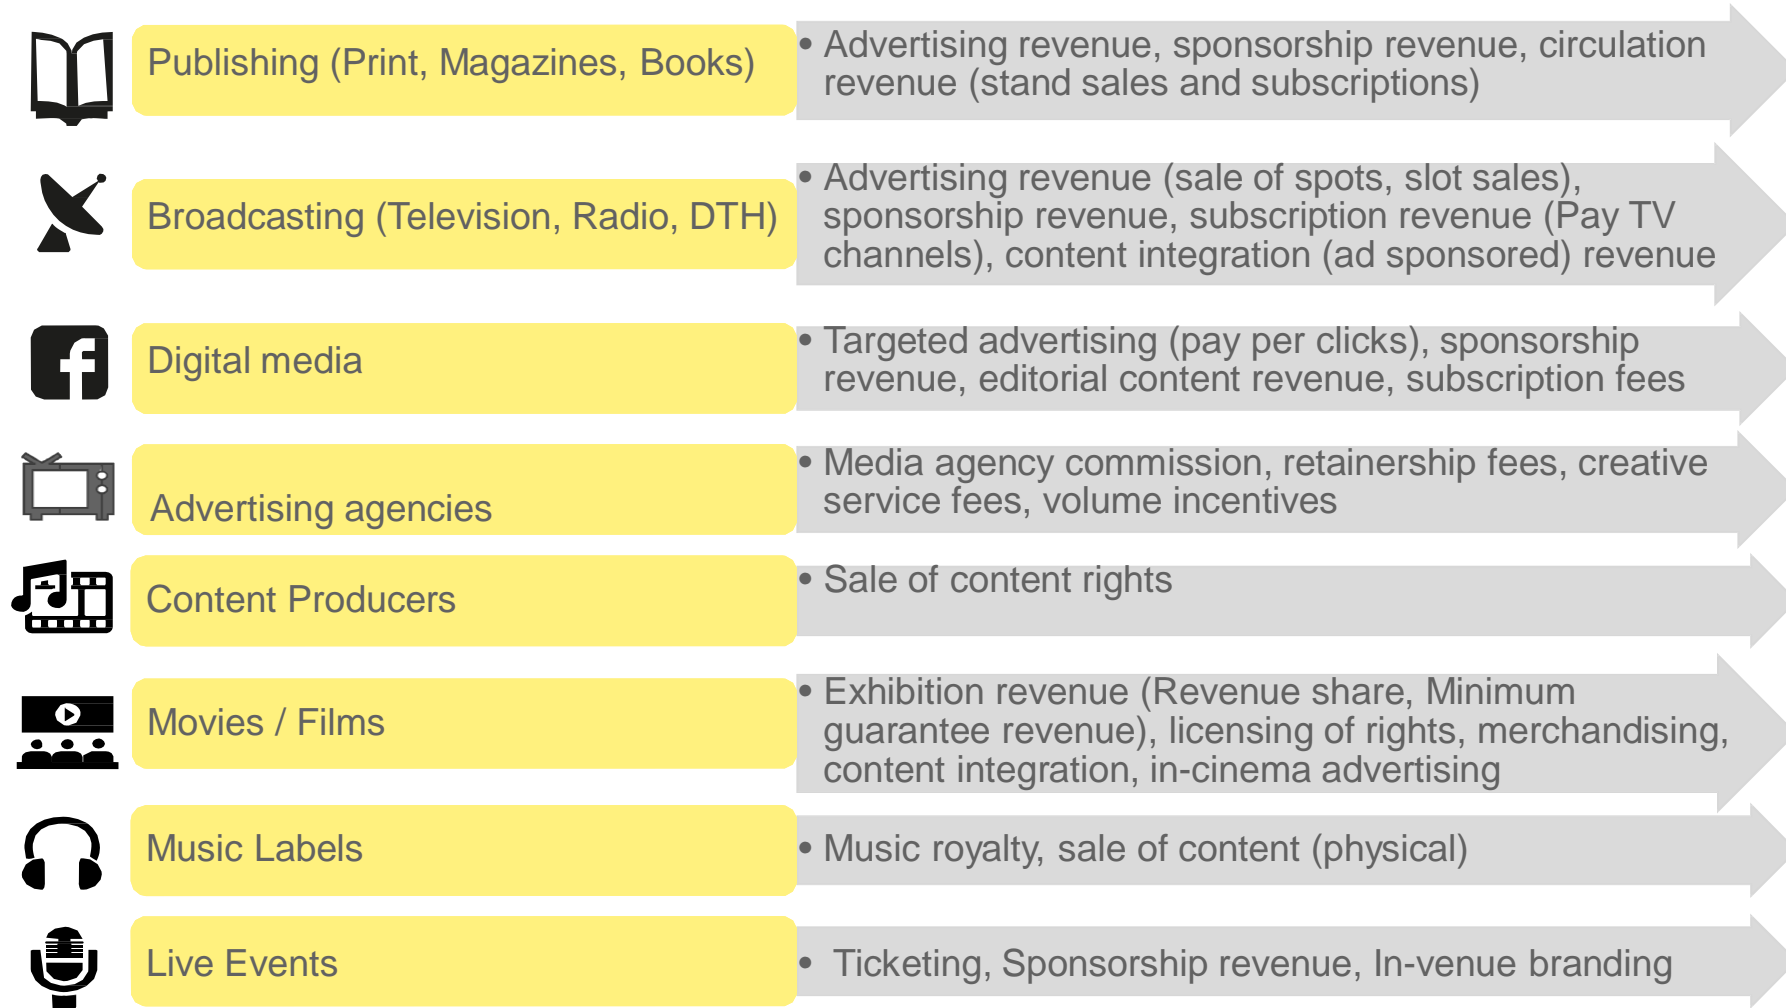 Publishing (Print, Magazines, Books)
• Advertising revenue, sponsorship revenue, circulation
revenue (stand sales and subscriptions)
Broadcasting (Television, Radio, DTH)
• Advertising revenue (sale of spots, slot sales),
sponsorship revenue, subscription revenue (Pay TV
channels), content integration (ad sponsored) revenue
Digital media
• Targeted advertising (pay per clicks), sponsorship
revenue, editorial content revenue, subscription fees
Advertising agencies
• Media agency commission, retainership fees, creative
service fees, volume incentives
Content Producers
• Sale of content rights
Movies / Films
• Exhibition revenue (Revenue share, Minimum
guarantee revenue), licensing of rights, merchandising,
content integration, in-cinema advertising
Music Labels
• Music royalty, sale of content (physical)
Live Events
• Ticketing, Sponsorship revenue, In-venue branding